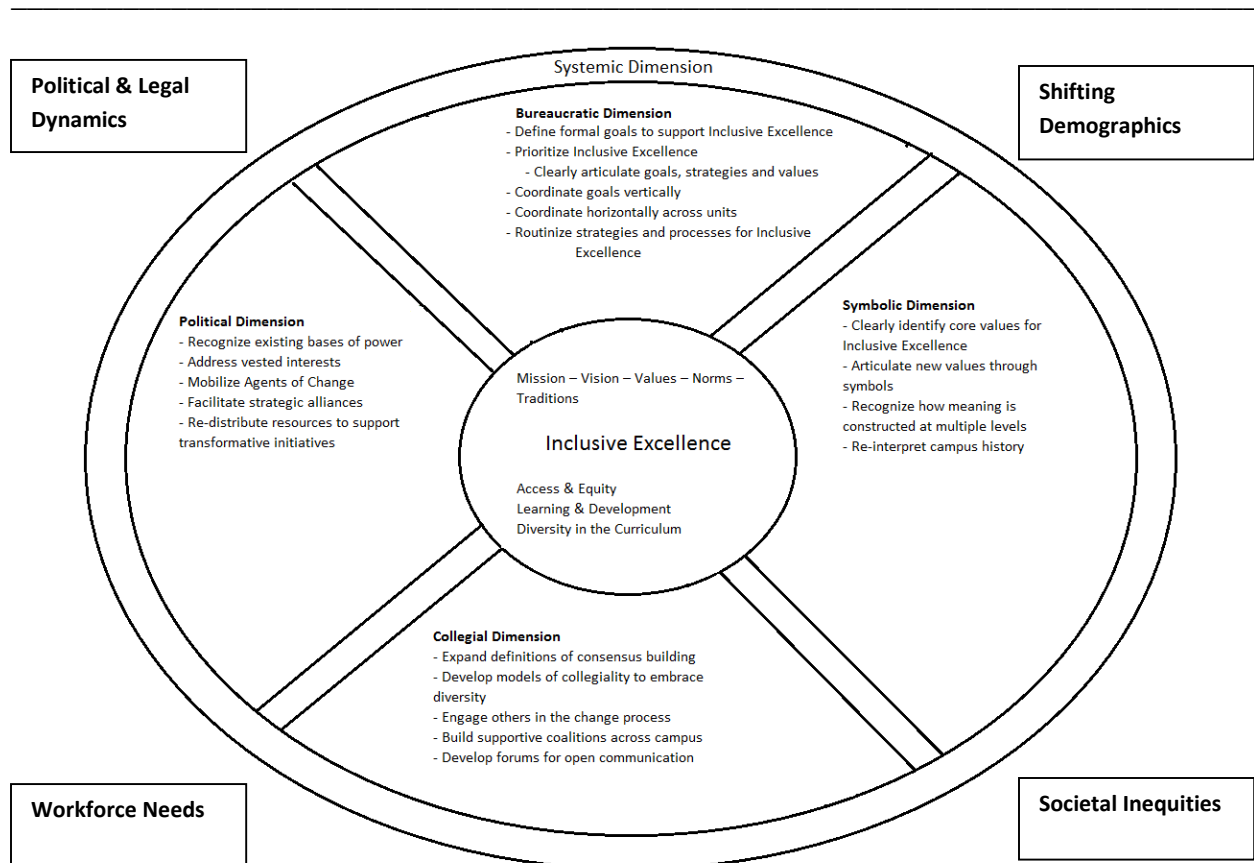 Systemic Dimension
Political & Legal
Dynamics
Shifting
Demographics
Bureaucratic Dimension
- Define formal goals to support Inclusive Excellence
- Prioritize Inclusive Excellence
- Clearly articulate goals, strategies and values
- Coordinate goals vertically
- Coordinate horizontally across units
- Routinize strategies and processes for Inclusive
Excellence
Political Dimension
- Recognize existing bases of power
- Address vested interests
- Mobilize Agents of Change
- Facilitate strategic alliances
- Re-distribute resources to support
transformative initiatives
Symbolic Dimension
- Clearly identify core values for
Inclusive Excellence
- Articulate new values through
symbols
- Recognize how meaning is
constructed at multiple levels
- Re-interpret campus history
Mission – Vision – Values – Norms –
Traditions
Inclusive Excellence
Access & Equity
Learning & Development
Diversity in the Curriculum
Collegial Dimension
- Expand definitions of consensus building
- Develop models of collegiality to embrace
diversity
- Engage others in the change process
- Build supportive coalitions across campus
- Develop forums for open communication
Workforce Needs
Societal Inequities